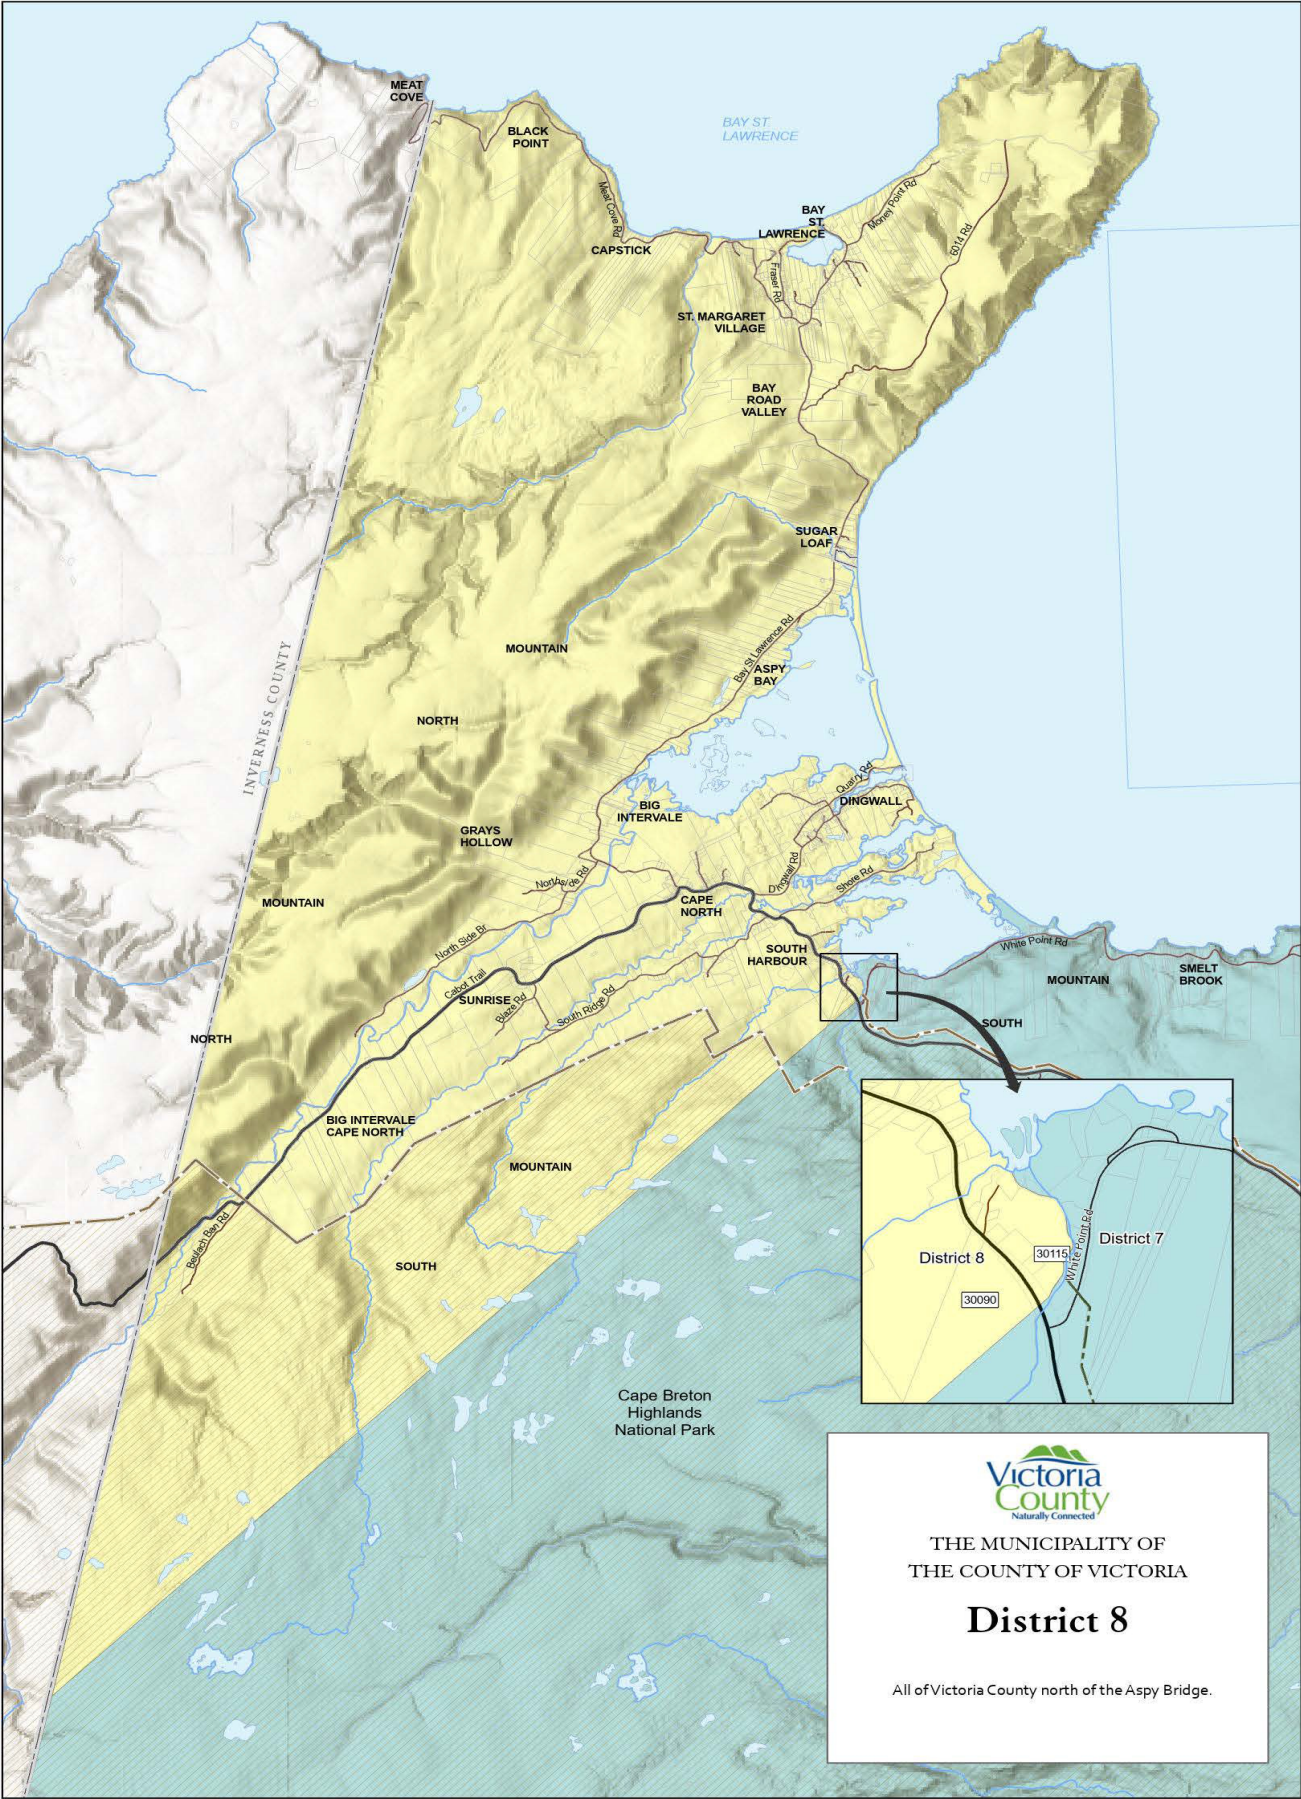 MEAT
COVE
BLACK
POINT
BAY ST.
LAWRENCE
Meat Cove Rd
CAPSTICK
BAY
ST.
LAWRENCE
Money Point Rd
6014 Rd
Fraser Rd
ST. MARGARET
VILLAGE
BAY
ROAD
VALLEY
SUGAR
LOAF
MOUNTAIN
Bay St Lawrence Rd
ASPY
BAY
INVERNESS COUNTY
NORTH
Quarry Rd
DINGWALL
BIG
INTERVALE
GRAYS
HOLLOW
Northside Rd
Dingwall Rd
Shore Rd
MOUNTAIN
CAPE
NORTH
North Side Br
SOUTH
HARBOUR
White Point Rd
MOUNTAIN
SMELT
BROOK
Cabot Trail
SUNRISE
Blaze Rd
South Ridge Rd
SOUTH
NORTH
BIG INTERVALE
CAPE NORTH
MOUNTAIN
Beulach Ban Rd
SOUTH
District 8
District 7
30115
White Point Rd
30090
Cape Breton
Highlands
National Park
Victoria
County
Naturally Connected
THE MUNICIPALITY OF
THE COUNTY OF VICTORIA
District 8
All of Victoria County north of the Aspy Bridge.